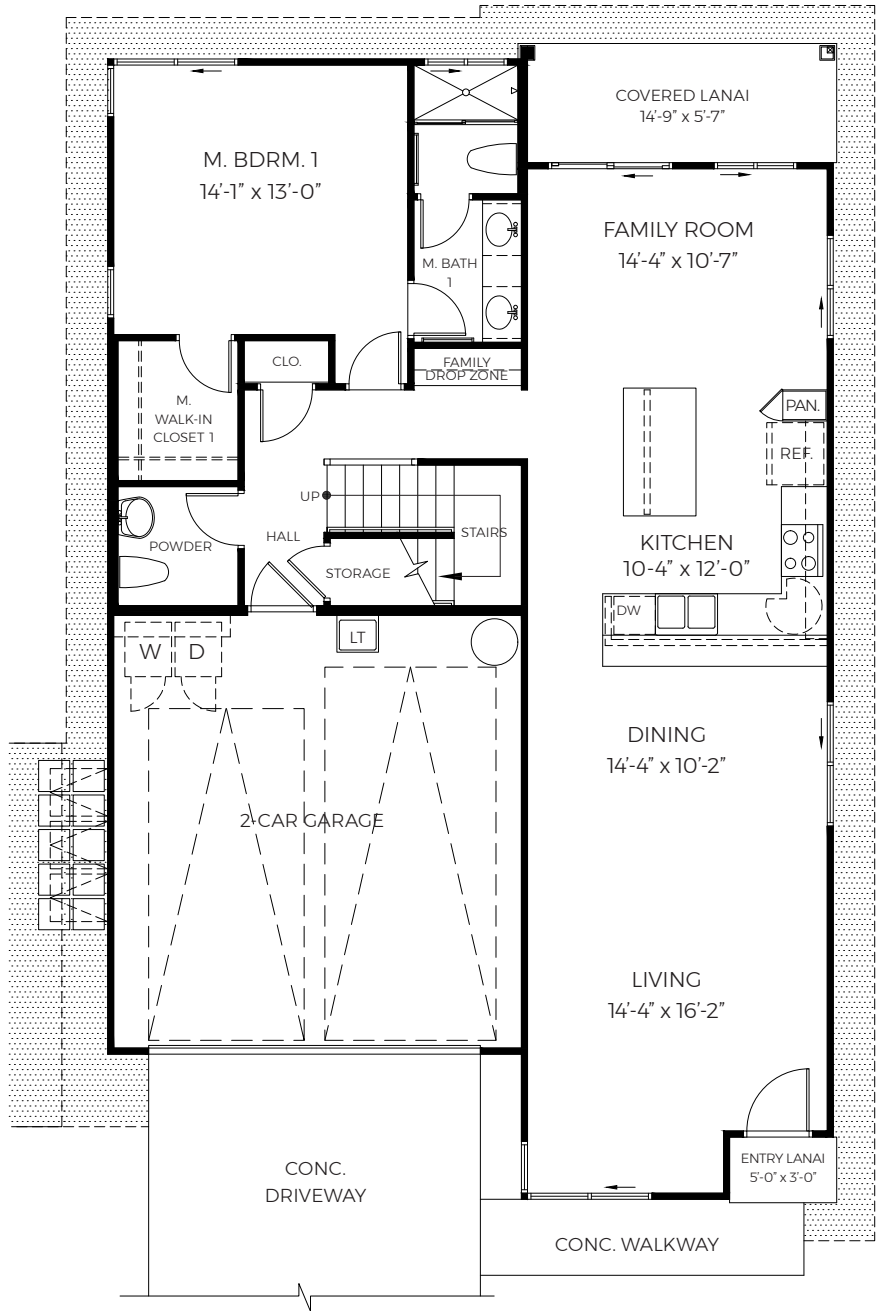 COVERED LANAI
14'-9" x 5'-7"
M. BDRM. 1
14'-1" x 13'-0"
FAMILY ROOM
14'-4" x 10'-7"
M. BATH
1
CLO.
FAMILY
DROP ZONE
M.
WALK-IN
CLOSET 1
PAN.
REF.
UP
HALL
STAIRS
POWDER
STORAGE
KITCHEN
10-4" x 12'-0"
DW
LT
W
D
DINING
14'-4" x 10'-2"
2-CAR GARAGE
LIVING
14'-4" x 16'-2"
ENTRY LANAI
5'-0" x 3'-0"
CONC.
DRIVEWAY
CONC. WALKWAY